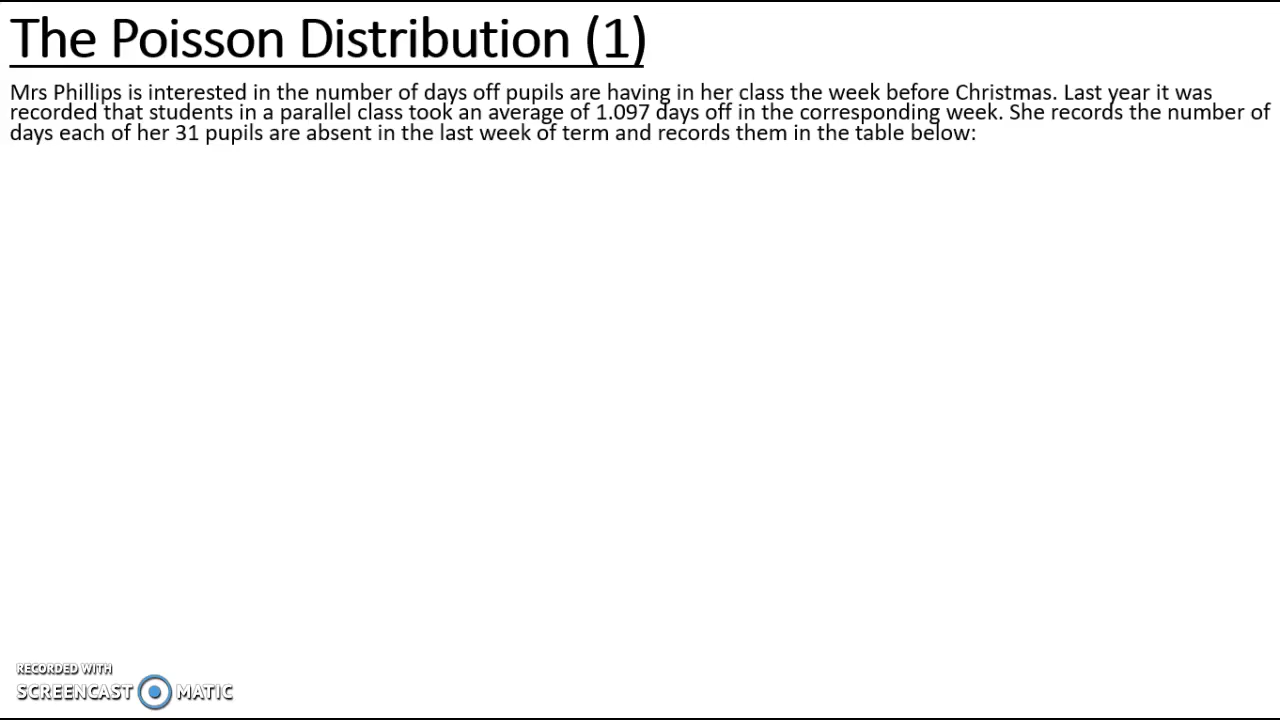 The Poisson Distribution (1)
Mrs Phillips is interested in the number of days off pupils are having in her class the week before Christmas. Last year it was
recorded that students in a parallel class took an average of 1.097 days off in the corresponding week. She records the number of
days each of her 31 pupils are absent in the last week of term and records them in the table below:
RECORDED WITH
SCREENCAST MATIC